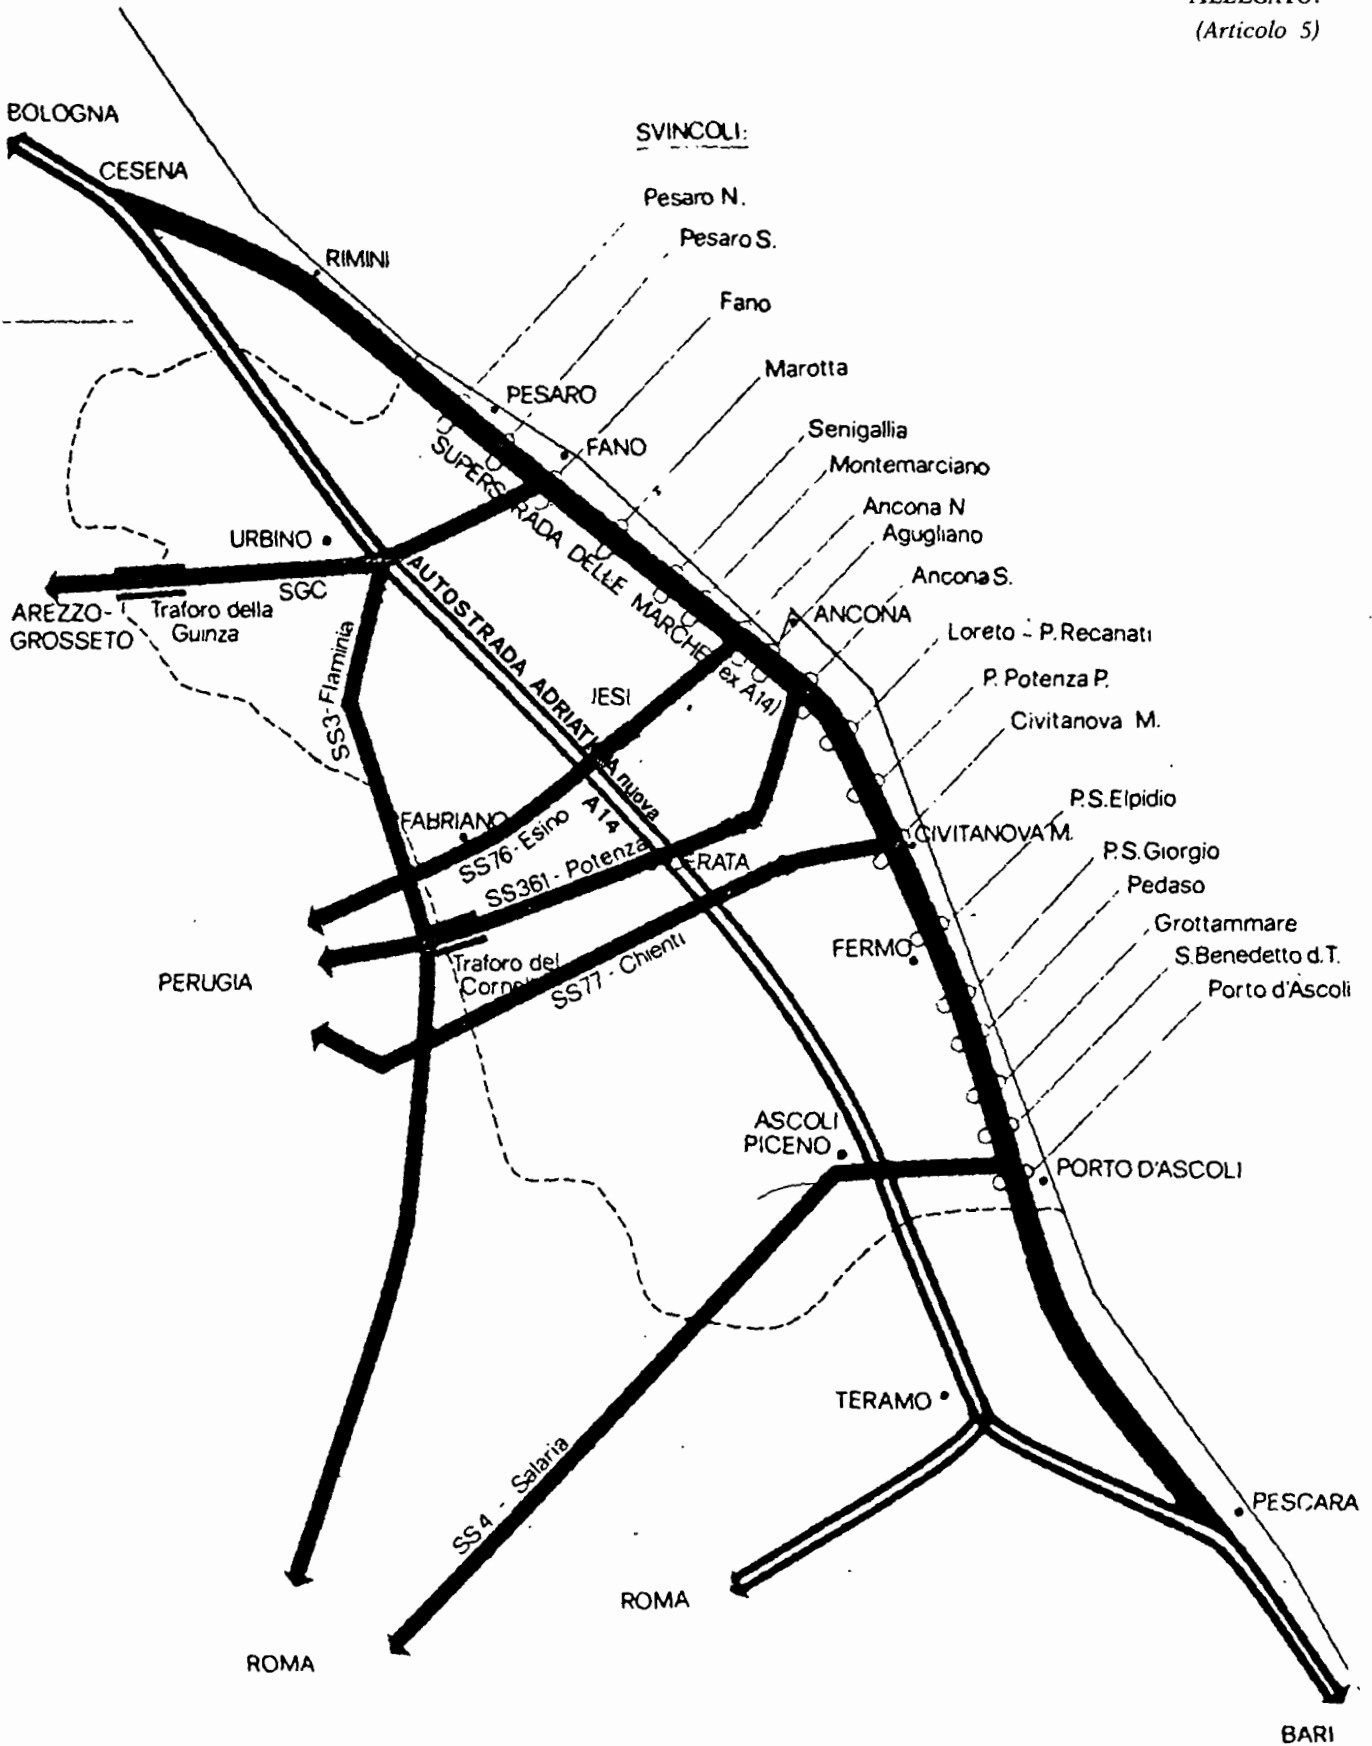 (Articolo 5)
BOLOGNA
SVINCOLI:
CESENA
Pesaro N.
Pesaro S.
RIMINI
Fano
Marotta
PESARO
Senigallia
FANO
Montemarciano
Ancona N
Agugliano
URBINO
SUPERSTRADA DELLE MARCHE (ex A14)
Ancona S.
SGC
AREZZO-
GROSSETO
Traforo della
Guinza
ANCONA
Loreto - P. Recanati
SS3-Flaminia
AUTOSTRADA ADRIATICA nuova
A14
JESI
P. Potenza P.
Civitanova M.
P.S.Elpidio
FABRIANO
SS76-Esino
CIVITANOVA M.
SS361-Potenza
P.S.Giorgio
Pedaso
Grottammare
FERMO
S.Benedetto d.T.
PERUGIA
Traforo del
SS77-Chienti
Porto d'Ascoli
ASCOLI
PICENO
PORTO D'ASCOLI
TERAMO
SS4 - Salaria
PESCARA
ROMA
ROMA
BARI